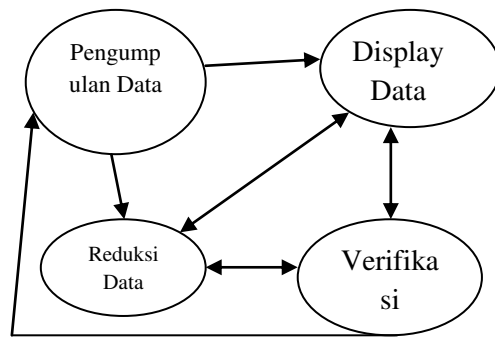 Pengump
ulan Data
Display
Data
Reduksi
Data
Verifika
si